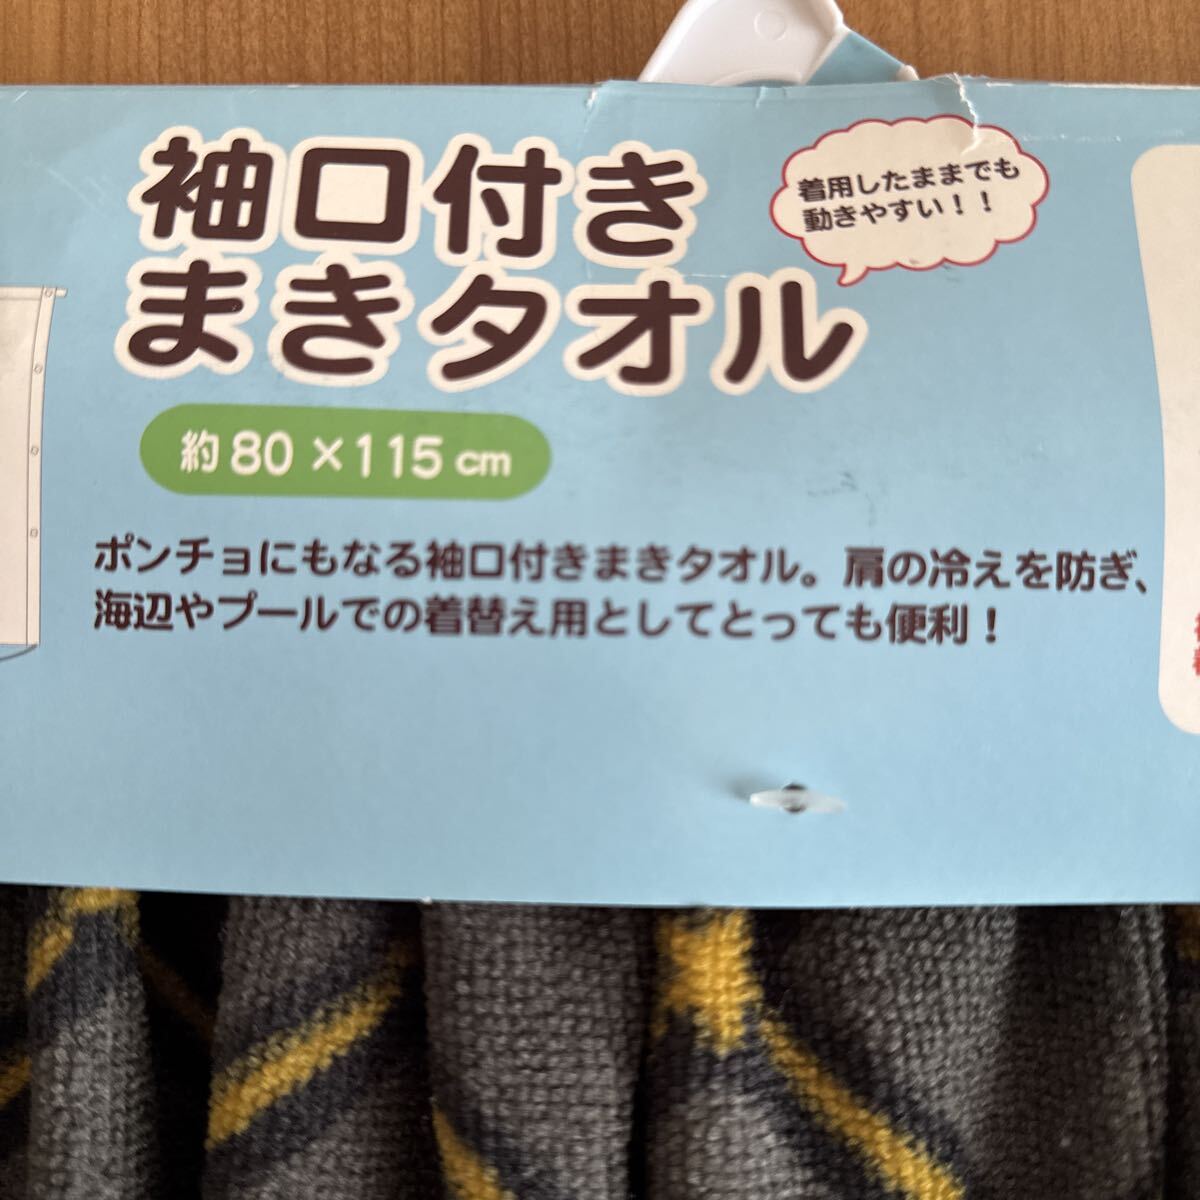 袖口付き
まきタオル
着用したままでも
動きやすい！！
約80×115cm
ポンチョにもなる袖口付きまきタオル。肩の冷えを防ぎ、
海辺やプールでの着替え用としてとっても便利！